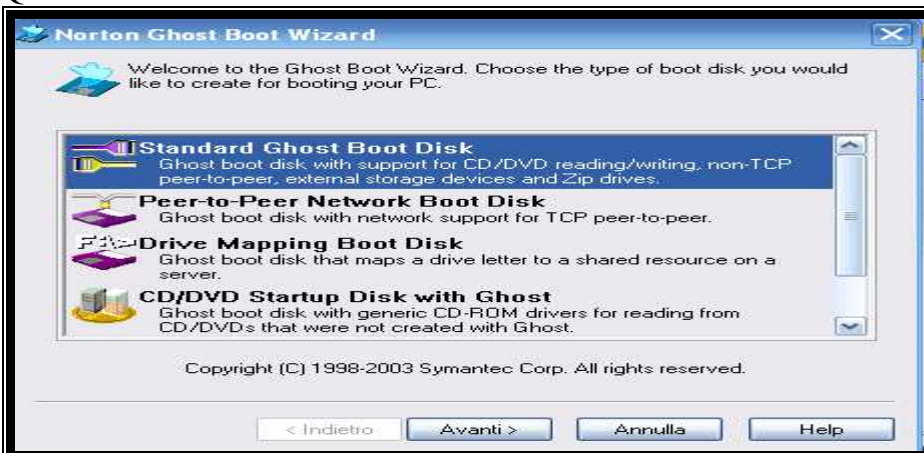 Norton Ghost Boot Wizard
Welcome to the Ghost Boot Wizard. Choose the type of boot disk you would
like to create for booting your PC.
Standard Ghost Boot Disk
Ghost boot disk with support for CD/DVD reading/writing, non-TCP
peer-to-peer, external storage devices and Zip drives.
Peer-to-Peer Network Boot Disk
Ghost boot disk with network support for TCP peer-to-peer.
F:\> Drive Mapping Boot Disk
Ghost boot disk that maps a drive letter to a shared resource on a
server.
CD/DVD Startup Disk with Ghost
Ghost boot disk with generic CD-ROM drivers for reading from
CD/DVDs that were not created with Ghost.
Copyright (C) 1998-2003 Symantec Corp. All rights reserved.
< Indietro Avanti > Annulla Help